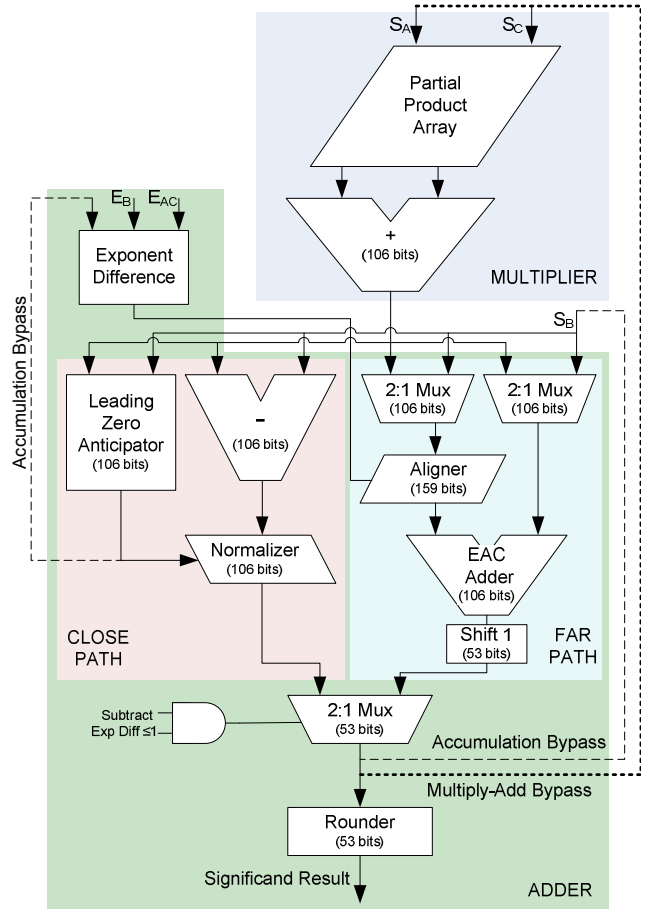 SA
SC
Partial
Product
Array
+
(106 bits)
MULTIPLIER
EB
EAC
Exponent
Difference
Accumulation Bypass
SB
Leading
Zero
Anticipator
(106 bits)
-
(106 bits)
2:1 Mux
(106 bits)
2:1 Mux
(106 bits)
Aligner
(159 bits)
Normalizer
(106 bits)
EAC
Adder
(106 bits)
Shift 1
(53 bits)
CLOSE
PATH
FAR
PATH
2:1 Mux
(53 bits)
Subtract
Exp Diff ≤1
Accumulation Bypass
Multiply-Add Bypass
Rounder
(53 bits)
Significand Result
ADDER